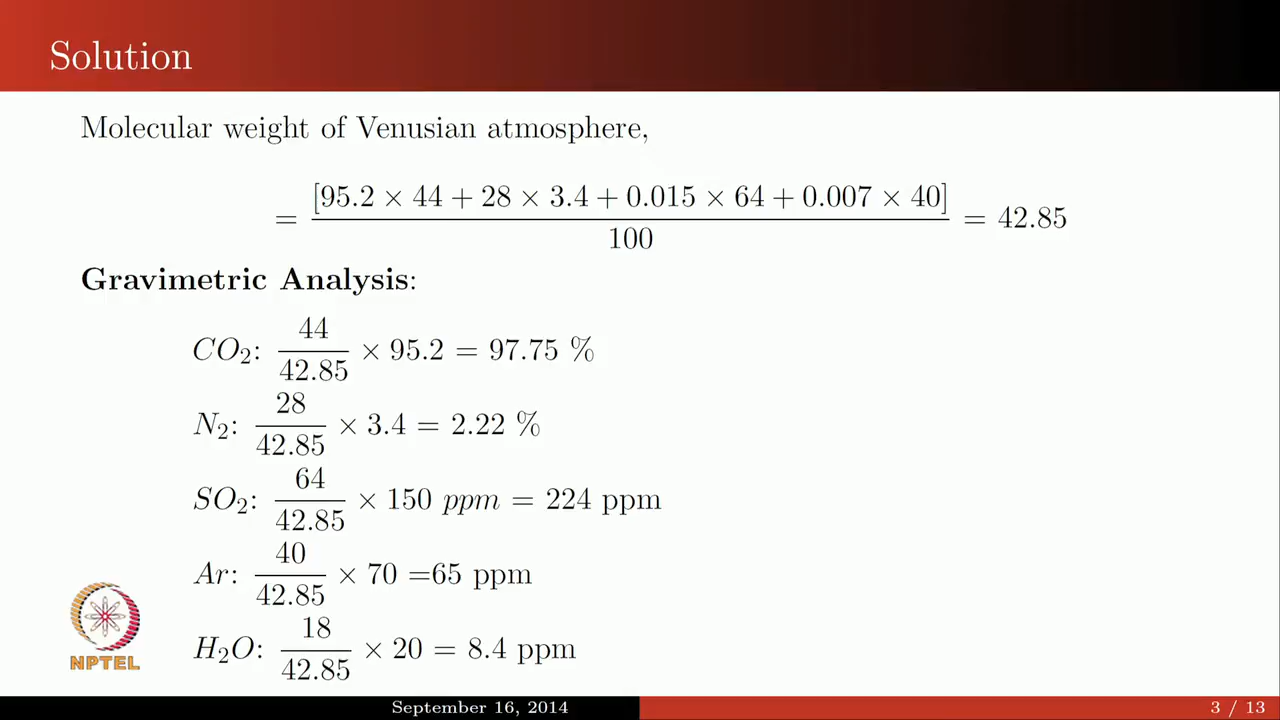 Solution
Molecular weight of Venusian atmosphere,
= [95.2 × 44 + 28 × 3.4 + 0.015 × 64 + 0.007 × 40] / 100 = 42.85
Gravimetric Analysis:
CO₂: 44/42.85 × 95.2 = 97.75 %
N₂: 28/42.85 × 3.4 = 2.22 %
SO₂: 64/42.85 × 150 ppm = 224 ppm
Ar: 40/42.85 × 70 =65 ppm
H₂O: 18/42.85 × 20 = 8.4 ppm
NPTEL
September 16, 2014 3 / 13